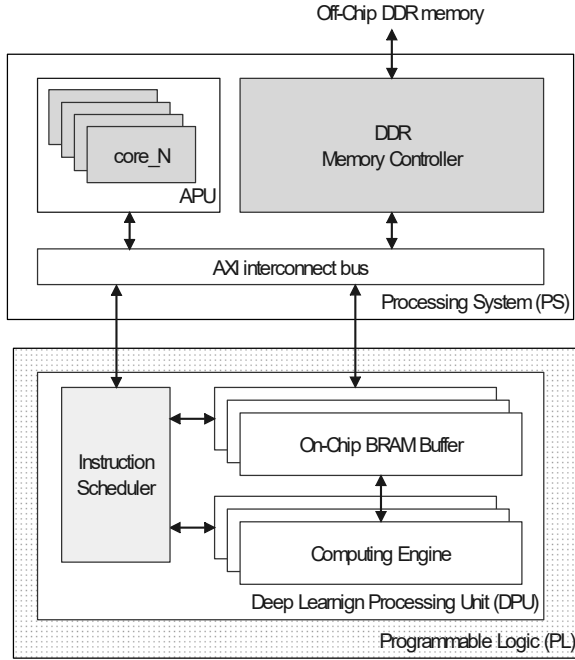 Off-Chip DDR memory
core_N
APU
DDR
Memory Controller
AXI interconnect bus
Processing System (PS)
Instruction
Scheduler
On-Chip BRAM Buffer
Computing Engine
Deep Learnign Processing Unit (DPU)
Programmable Logic (PL)